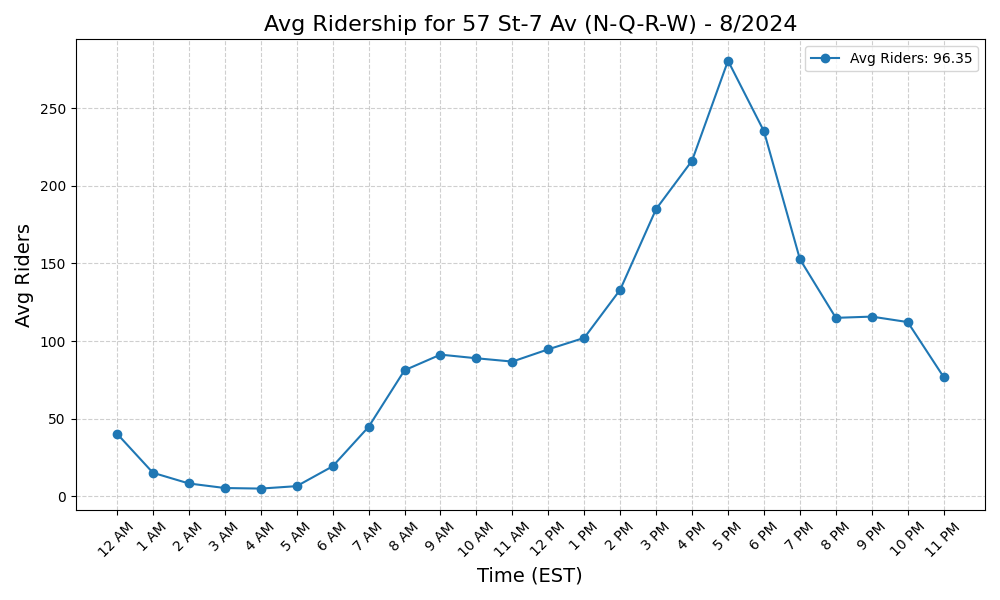 Avg Ridership for 57 St-7 Av (N-Q-R-W) - 8/2024
Avg Riders: 96.35
Avg Riders
250
200
150
100
50
0
12 AM
1 AM
2 AM
3 AM
4 AM
5 AM
6 AM
7 AM
8 AM
9 AM
10 AM
11 AM
12 PM
1 PM
2 PM
3 PM
4 PM
5 PM
6 PM
7 PM
8 PM
9 PM
10 PM
11 PM
Time (EST)